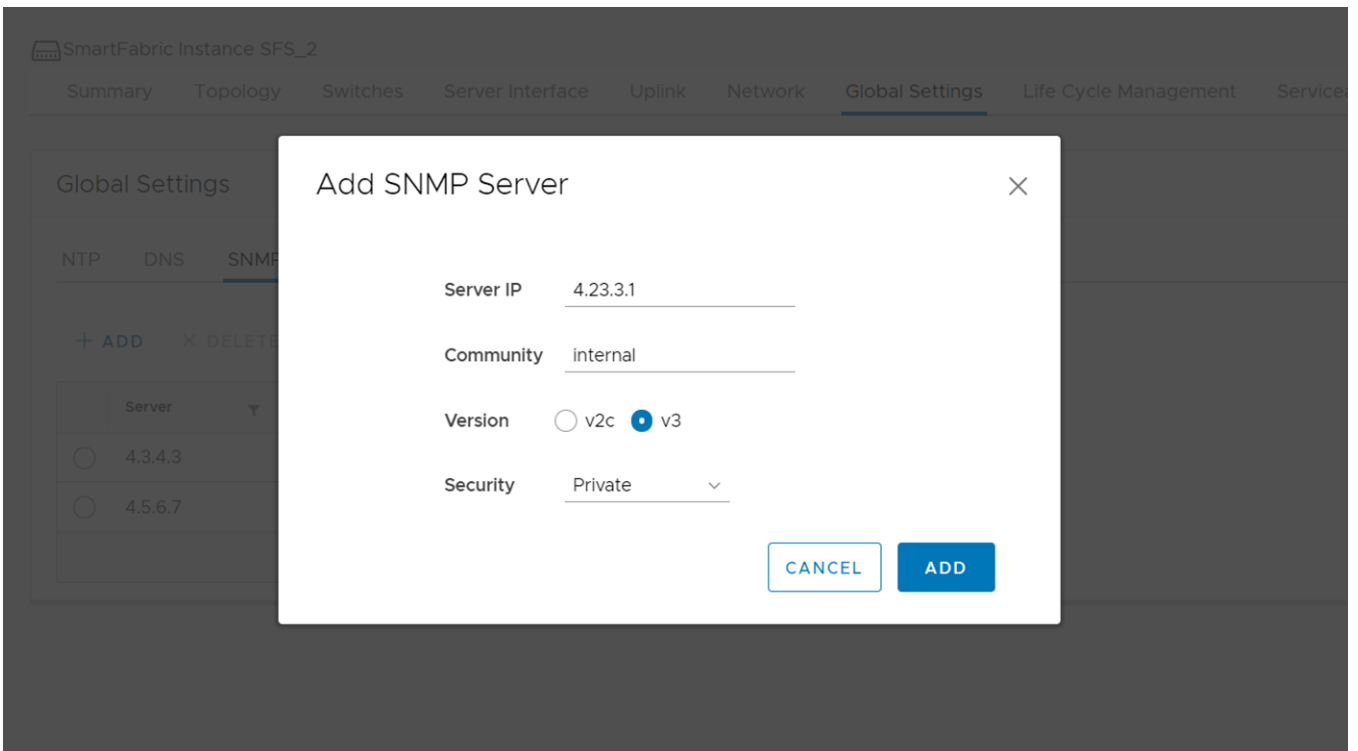 SmartFabric Instance SFS_2
Summary Topology Switches Server Interface Uplink Network Global Settings Life Cycle Management
Global Settings
Add SNMP Server
NTP DNS SNMP
Server IP 4.23.3.1
+ ADD × DELETE
Community internal
Server
Version v2c v3
4.3.4.3
Security Private
4.5.6.7
CANCEL ADD